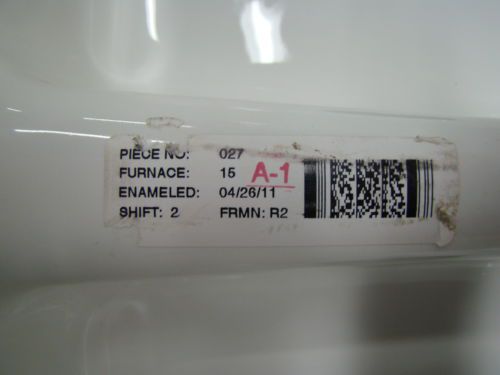 PIECE NO: 027
FURNACE: 15 A-1
ENAMELED: 04/26/11
SHIFT: 2 FRMN: R2